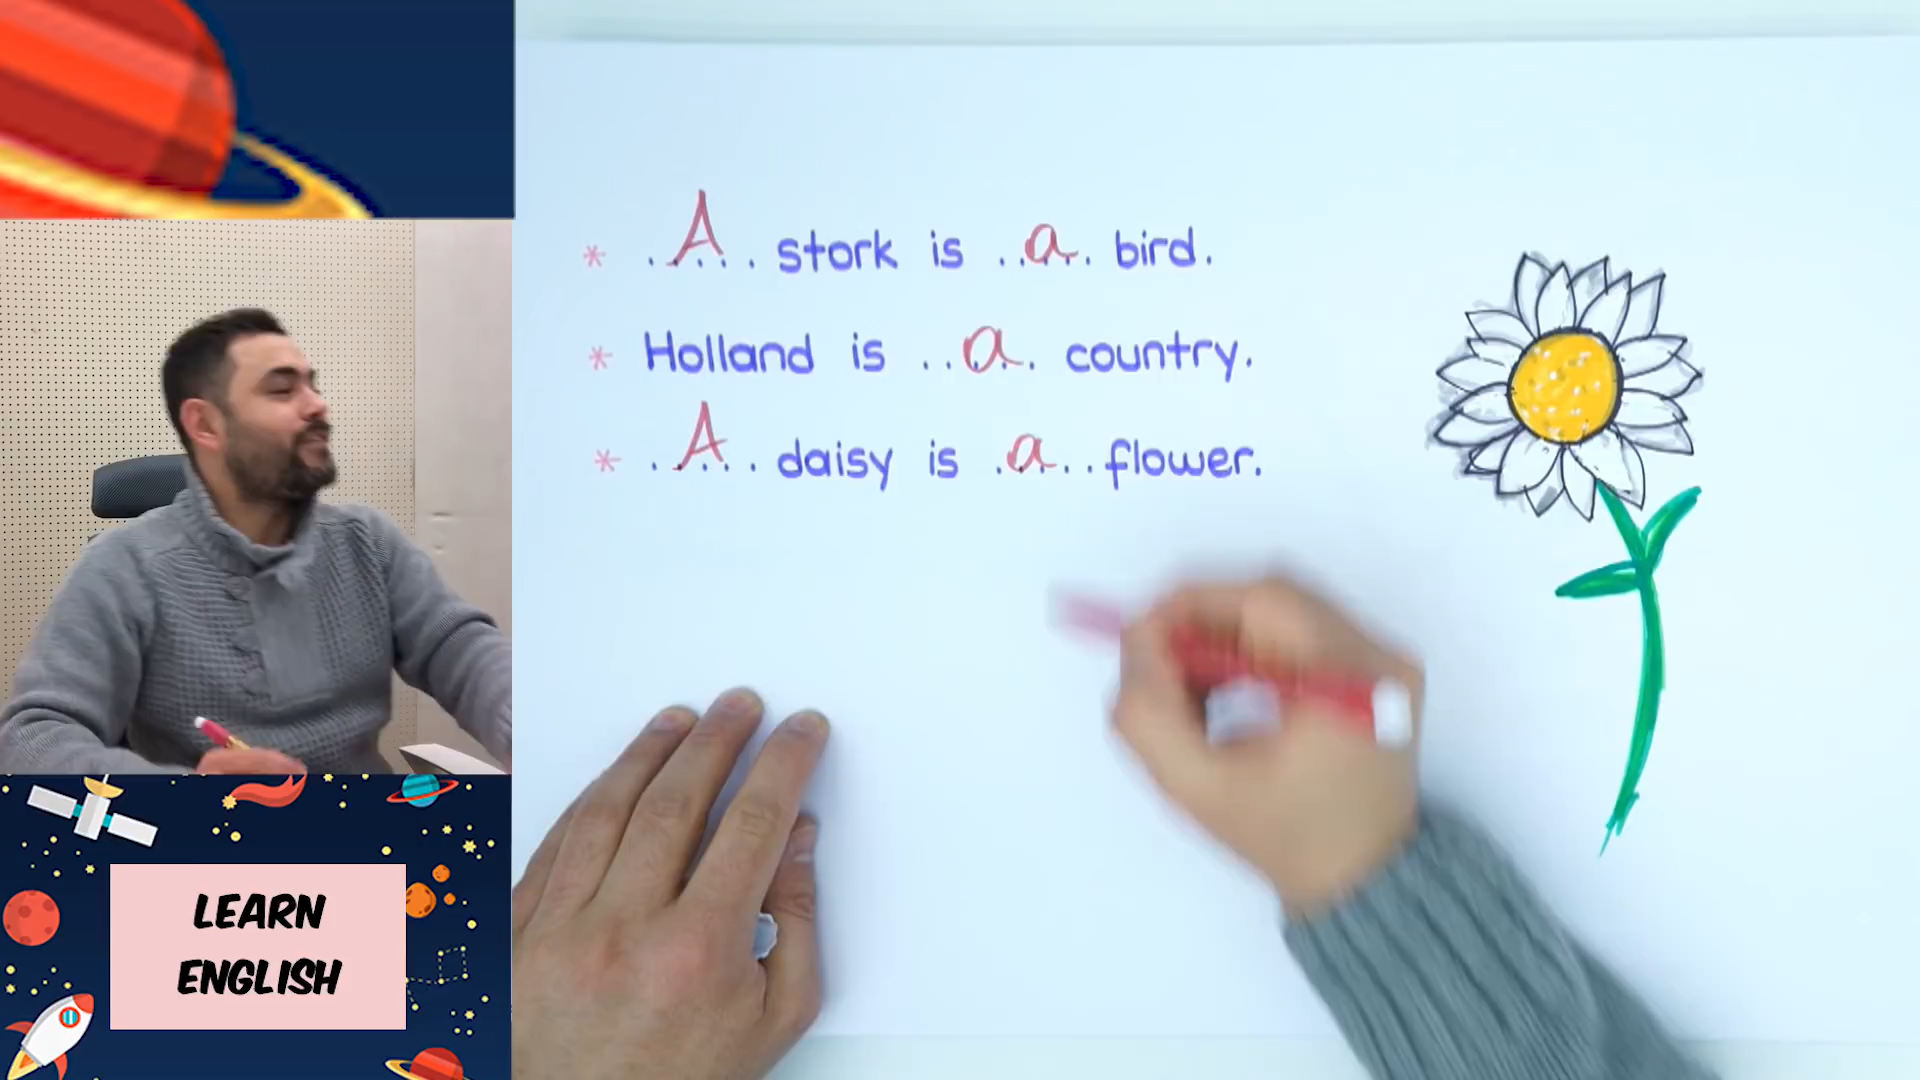 * . A . . . stork is . . a . . bird.
* Holland is . . a . . country.
* . A . . . daisy is . a . . . flower.
LEARN
ENGLISH